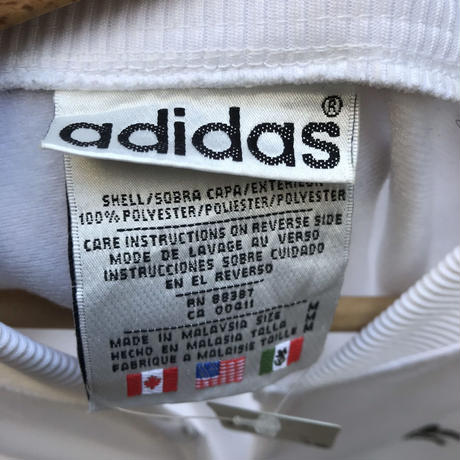 adidas®
SHELL/SOBRA CAPA/EXTERIEUR
100% POLYESTER/POLIESTER/POLYESTER
CARE INSTRUCTIONS ON REVERSE SIDE
MODE DE LAVAGE AU VERSO
INSTRUCCIONES SOBRE CUIDADO
EN EL REVERSO
RN 88387
CA 00411
MADE IN MALAYSIA SIZE M
HECHO EN MALASIA TALLA M
FABRIQUE A MALAISIE TAILLE M